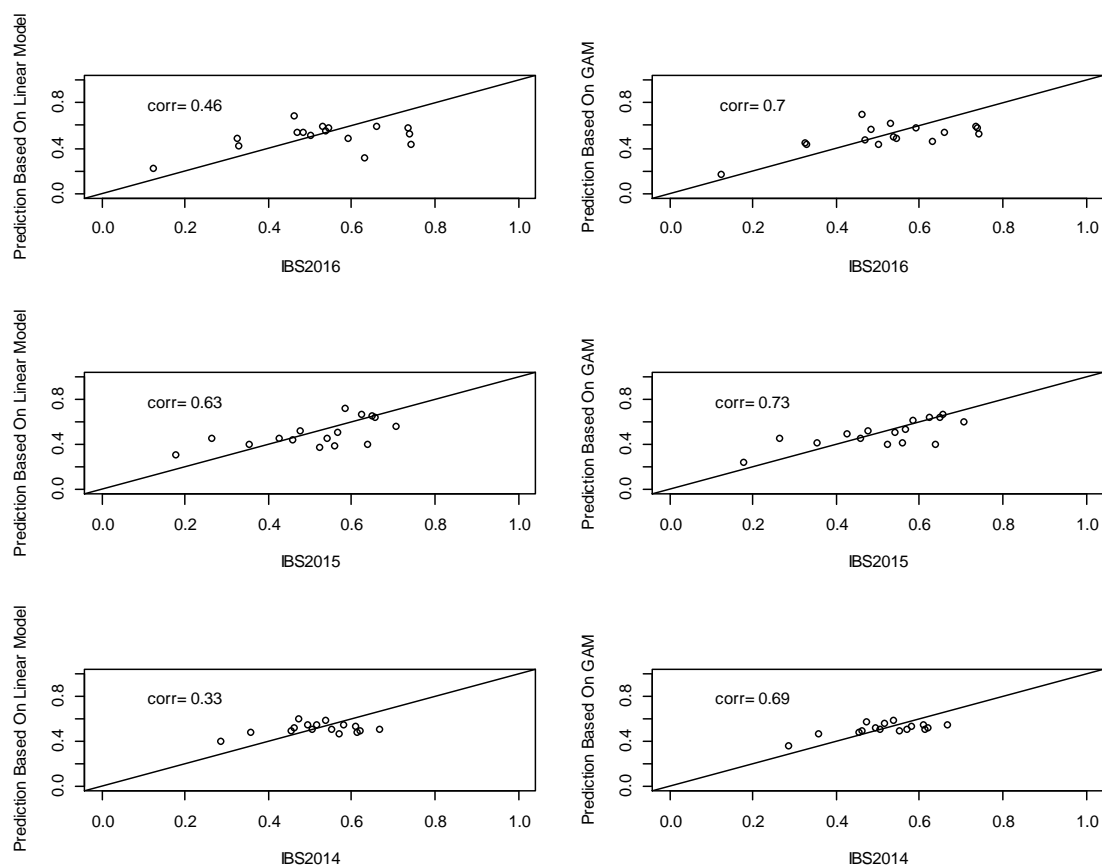 Prediction Based On Linear Model
0.0 0.4 0.8
corr= 0.46
0.0 0.2 0.4 0.6 0.8 1.0
IBS2016
Prediction Based On GAM
0.0 0.4 0.8
corr= 0.7
0.0 0.2 0.4 0.6 0.8 1.0
IBS2016
Prediction Based On Linear Model
0.0 0.4 0.8
corr= 0.63
0.0 0.2 0.4 0.6 0.8 1.0
IBS2015
Prediction Based On GAM
0.0 0.4 0.8
corr= 0.73
0.0 0.2 0.4 0.6 0.8 1.0
IBS2015
Prediction Based On Linear Model
0.0 0.4 0.8
corr= 0.33
0.0 0.2 0.4 0.6 0.8 1.0
IBS2014
Prediction Based On GAM
0.0 0.4 0.8
corr= 0.69
0.0 0.2 0.4 0.6 0.8 1.0
IBS2014